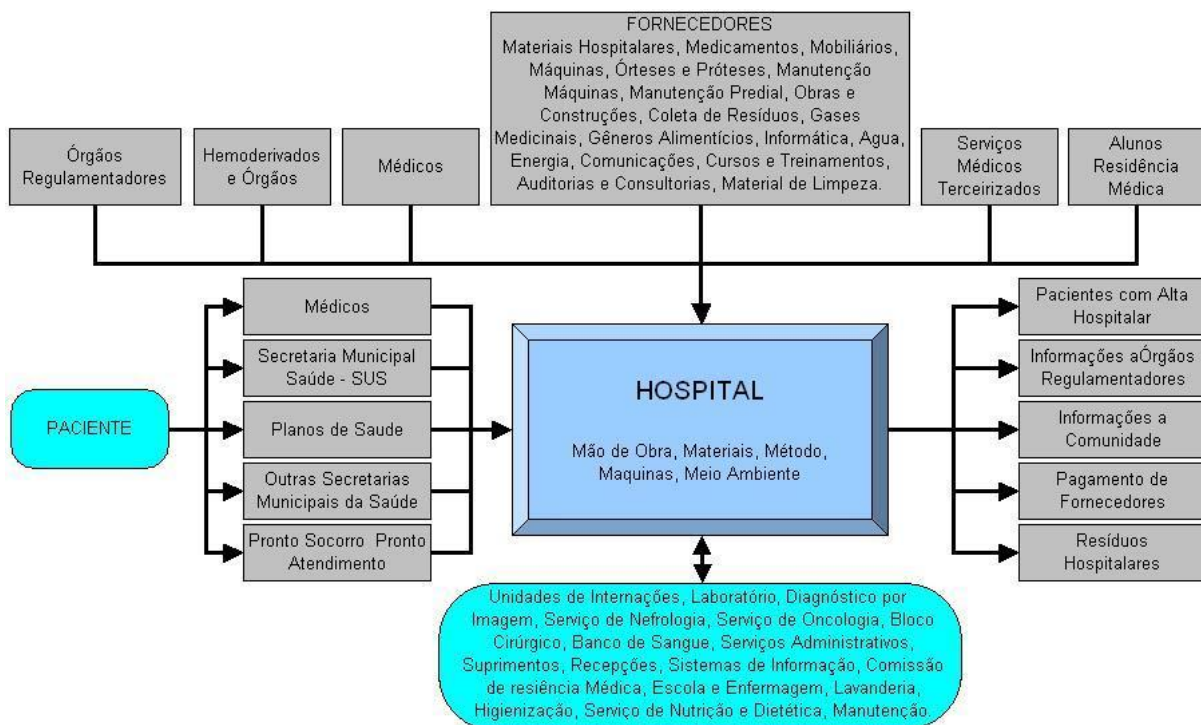 FORNECEDORES
Materiais Hospitalares, Medicamentos, Mobiliários,
Máquinas, Órteses e Próteses, Manutenção
Máquinas, Manutenção Predial, Obras e
Construções, Coleta de Resíduos, Gases
Medicinais, Gêneros Alimentícios, Informática, Agua,
Energia, Comunicações, Cursos e Treinamentos,
Auditorias e Consultorias, Material de Limpeza.
Órgãos
Regulamentadores
Hemoderivados
e Órgãos
Médicos
Serviços
Médicos
Terceirizados
Alunos
Residência
Médica
PACIENTE
Médicos
Secretaria Municipal
Saúde - SUS
Planos de Saude
Outras Secretarias
Municipais da Saúde
Pronto Socorro Pronto
Atendimento
HOSPITAL
Mão de Obra, Materiais, Método,
Maquinas, Meio Ambiente
Pacientes com Alta
Hospitalar
Informações aÓrgãos
Regulamentadores
Informações a
Comunidade
Pagamento de
Fornecedores
Resíduos
Hospitalares
Unidades de Internações, Laboratório, Diagnóstico por
Imagem, Serviço de Nefrologia, Serviço de Oncologia, Bloco
Cirúrgico, Banco de Sangue, Serviços Administrativos,
Suprimentos, Recepções, Sistemas de Informação, Comissão
de resiência Médica, Escola e Enfermagem, Lavanderia,
Higienização, Serviço de Nutrição e Dietética, Manutenção.